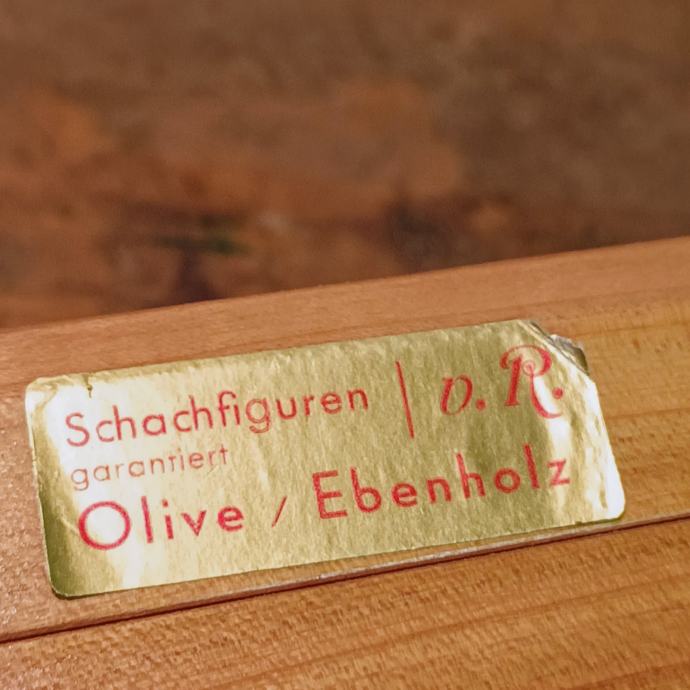 Schachfiguren | v. R.
garantiert
Olive / Ebenholz